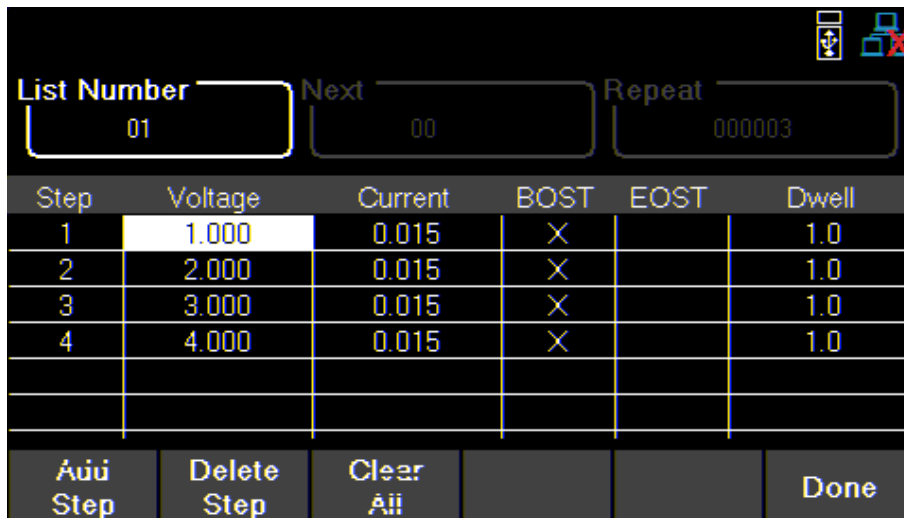 List Number Next Repeat
01 00 000003
Step Voltage Current BOST EOST Dwell
1 1.000 0.015 X 1.0
2 2.000 0.015 X 1.0
3 3.000 0.015 X 1.0
4 4.000 0.015 X 1.0
Add Delete Clear
Step Step All Done